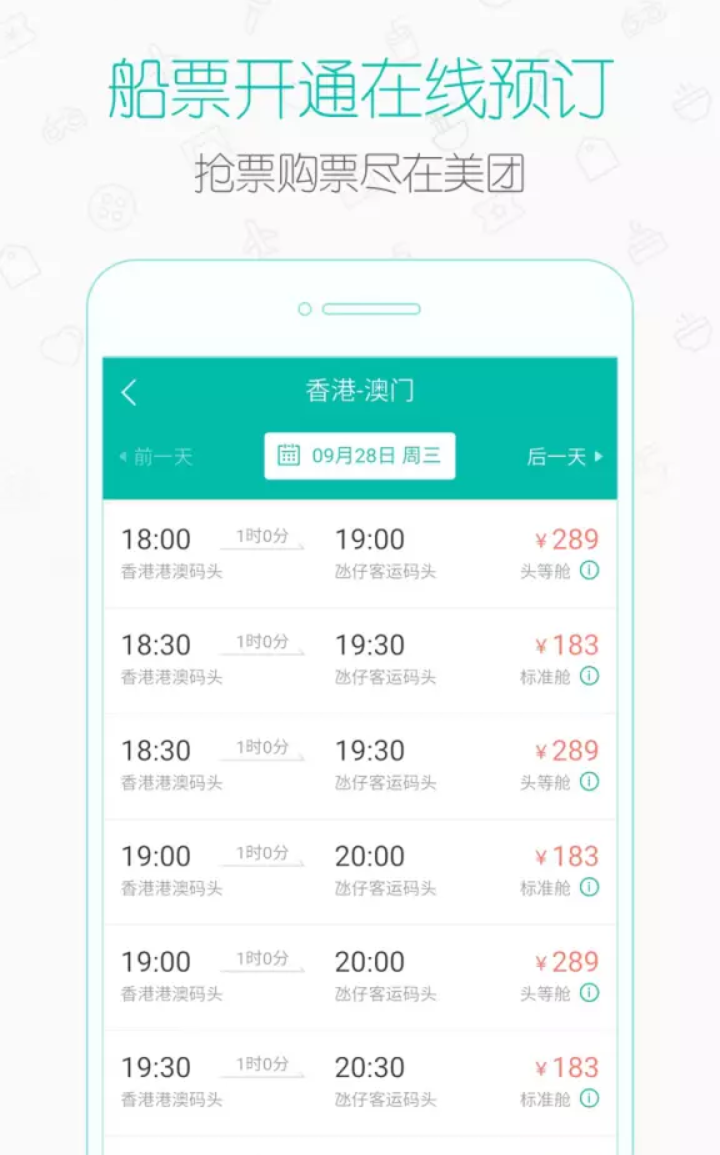 船票开通在线预订
抢票购票尽在美团
香港-澳门
前一天 09月28日 周三 后一天
18:00 1时0分 19:00 ¥289
香港港澳码头 氹仔客运码头 头等舱
18:30 1时0分 19:30 ¥183
香港港澳码头 氹仔客运码头 标准舱
18:30 1时0分 19:30 ¥289
香港港澳码头 氹仔客运码头 头等舱
19:00 1时0分 20:00 ¥183
香港港澳码头 氹仔客运码头 标准舱
19:00 1时0分 20:00 ¥289
香港港澳码头 氹仔客运码头 头等舱
19:30 1时0分 20:30 ¥183
香港港澳码头 氹仔客运码头 标准舱